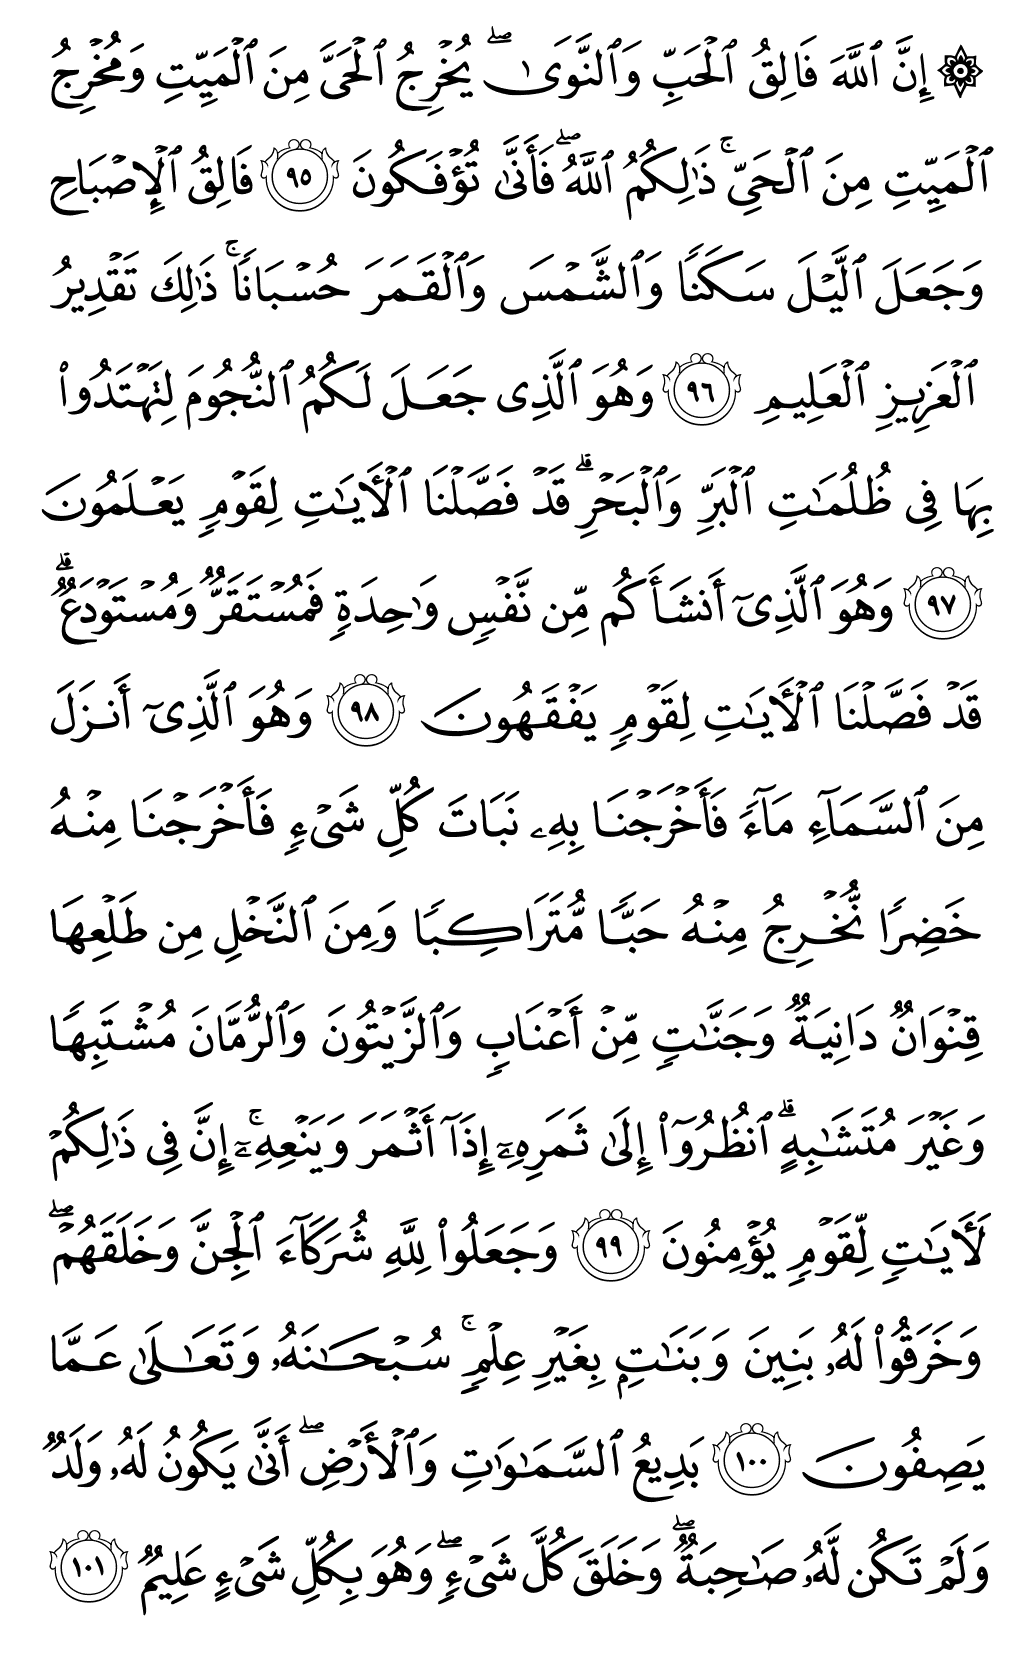 ۞ إِنَّ ٱللَّهَ فَالِقُ ٱلْحَبِّ وَٱلنَّوَىٰ ۖ يُخْرِجُ ٱلْحَىَّ مِنَ ٱلْمَيِّتِ وَمُخْرِجُ
ٱلْمَيِّتِ مِنَ ٱلْحَىِّ ۚ ذَٰلِكُمُ ٱللَّهُ ۖ فَأَنَّىٰ تُؤْفَكُونَ ٩٥ فَالِقُ ٱلْإِصْبَاحِ
وَجَعَلَ ٱلَّيْلَ سَكَنًا وَٱلشَّمْسَ وَٱلْقَمَرَ حُسْبَانًا ۚ ذَٰلِكَ تَقْدِيرُ
ٱلْعَزِيزِ ٱلْعَلِيمِ ٩٦ وَهُوَ ٱلَّذِى جَعَلَ لَكُمُ ٱلنُّجُومَ لِتَهْتَدُوا۟
بِهَا فِى ظُلُمَـٰتِ ٱلْبَرِّ وَٱلْبَحْرِ ۗ قَدْ فَصَّلْنَا ٱلْـَٔايَـٰتِ لِقَوْمٍ يَعْلَمُونَ
٩٧ وَهُوَ ٱلَّذِىٓ أَنشَأَكُم مِّن نَّفْسٍ وَٰحِدَةٍ فَمُسْتَقَرٌّ وَمُسْتَوْدَعٌ ۗ
قَدْ فَصَّلْنَا ٱلْـَٔايَـٰتِ لِقَوْمٍ يَفْقَهُونَ ٩٨ وَهُوَ ٱلَّذِىٓ أَنزَلَ
مِنَ ٱلسَّمَآءِ مَآءً فَأَخْرَجْنَا بِهِۦ نَبَاتَ كُلِّ شَىْءٍ فَأَخْرَجْنَا مِنْهُ
خَضِرًا نُّخْرِجُ مِنْهُ حَبًّا مُّتَرَاكِبًا وَمِنَ ٱلنَّخْلِ مِن طَلْعِهَا
قِنْوَانٌ دَانِيَةٌ وَجَنَّـٰتٍ مِّنْ أَعْنَابٍ وَٱلزَّيْتُونَ وَٱلرُّمَّانَ مُشْتَبِهًا
وَغَيْرَ مُتَشَـٰبِهٍ ۗ ٱنظُرُوٓا۟ إِلَىٰ ثَمَرِهِۦٓ إِذَآ أَثْمَرَ وَيَنْعِهِۦٓ ۚ إِنَّ فِى ذَٰلِكُمْ
لَـَٔايَـٰتٍ لِّقَوْمٍ يُؤْمِنُونَ ٩٩ وَجَعَلُوا۟ لِلَّهِ شُرَكَآءَ ٱلْجِنَّ وَخَلَقَهُمْ ۖ
وَخَرَقُوا۟ لَهُۥ بَنِينَ وَبَنَـٰتٍۭ بِغَيْرِ عِلْمٍ ۚ سُبْحَـٰنَهُۥ وَتَعَـٰلَىٰ عَمَّا
يَصِفُونَ ١٠٠ بَدِيعُ ٱلسَّمَـٰوَٰتِ وَٱلْأَرْضِ ۖ أَنَّىٰ يَكُونُ لَهُۥ وَلَدٌ
وَلَمْ تَكُن لَّهُۥ صَـٰحِبَةٌ ۖ وَخَلَقَ كُلَّ شَىْءٍ ۖ وَهُوَ بِكُلِّ شَىْءٍ عَلِيمٌ ١٠١